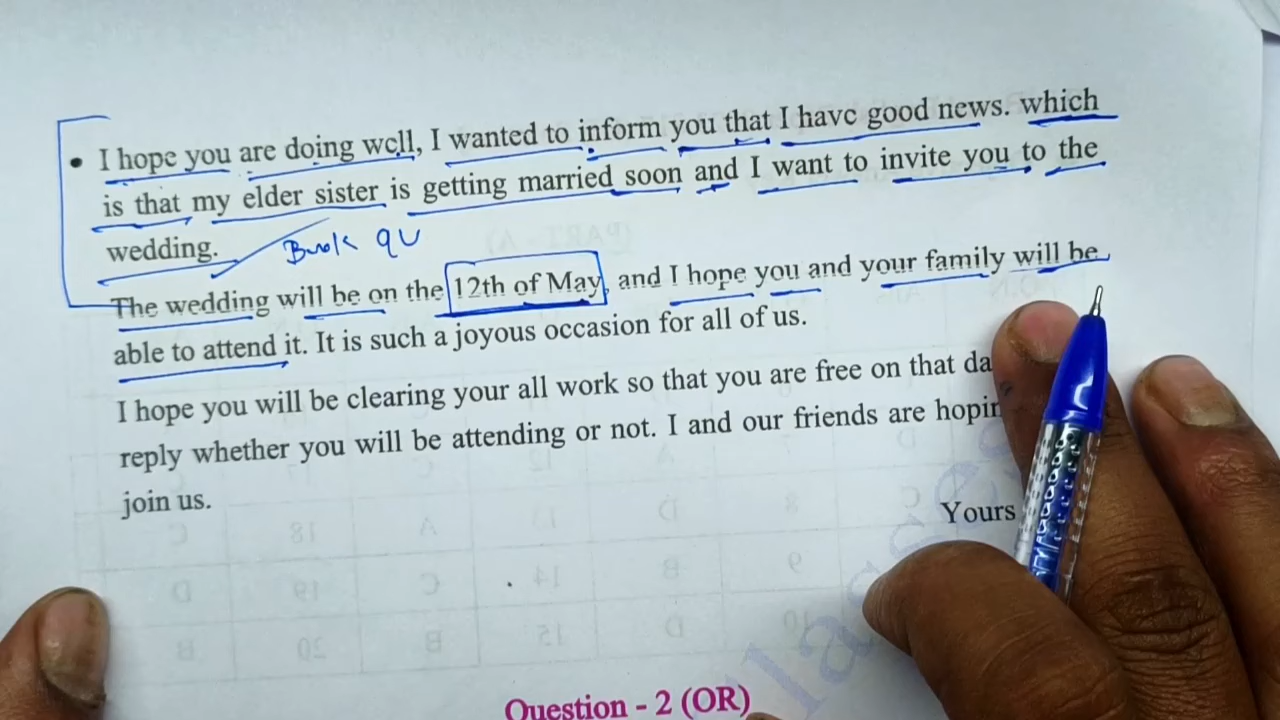 • I hope you are doing well, I wanted to inform you that I have good news. which
is that my elder sister is getting married soon and I want to invite you to the
wedding.
The wedding will be on the 12th of May, and I hope you and your family will be
able to attend it. It is such a joyous occasion for all of us.
I hope you will be clearing your all work so that you are free on that
reply whether you will be attending or not. I and our friends are
join us.
Yours
Question - 2 (OR)